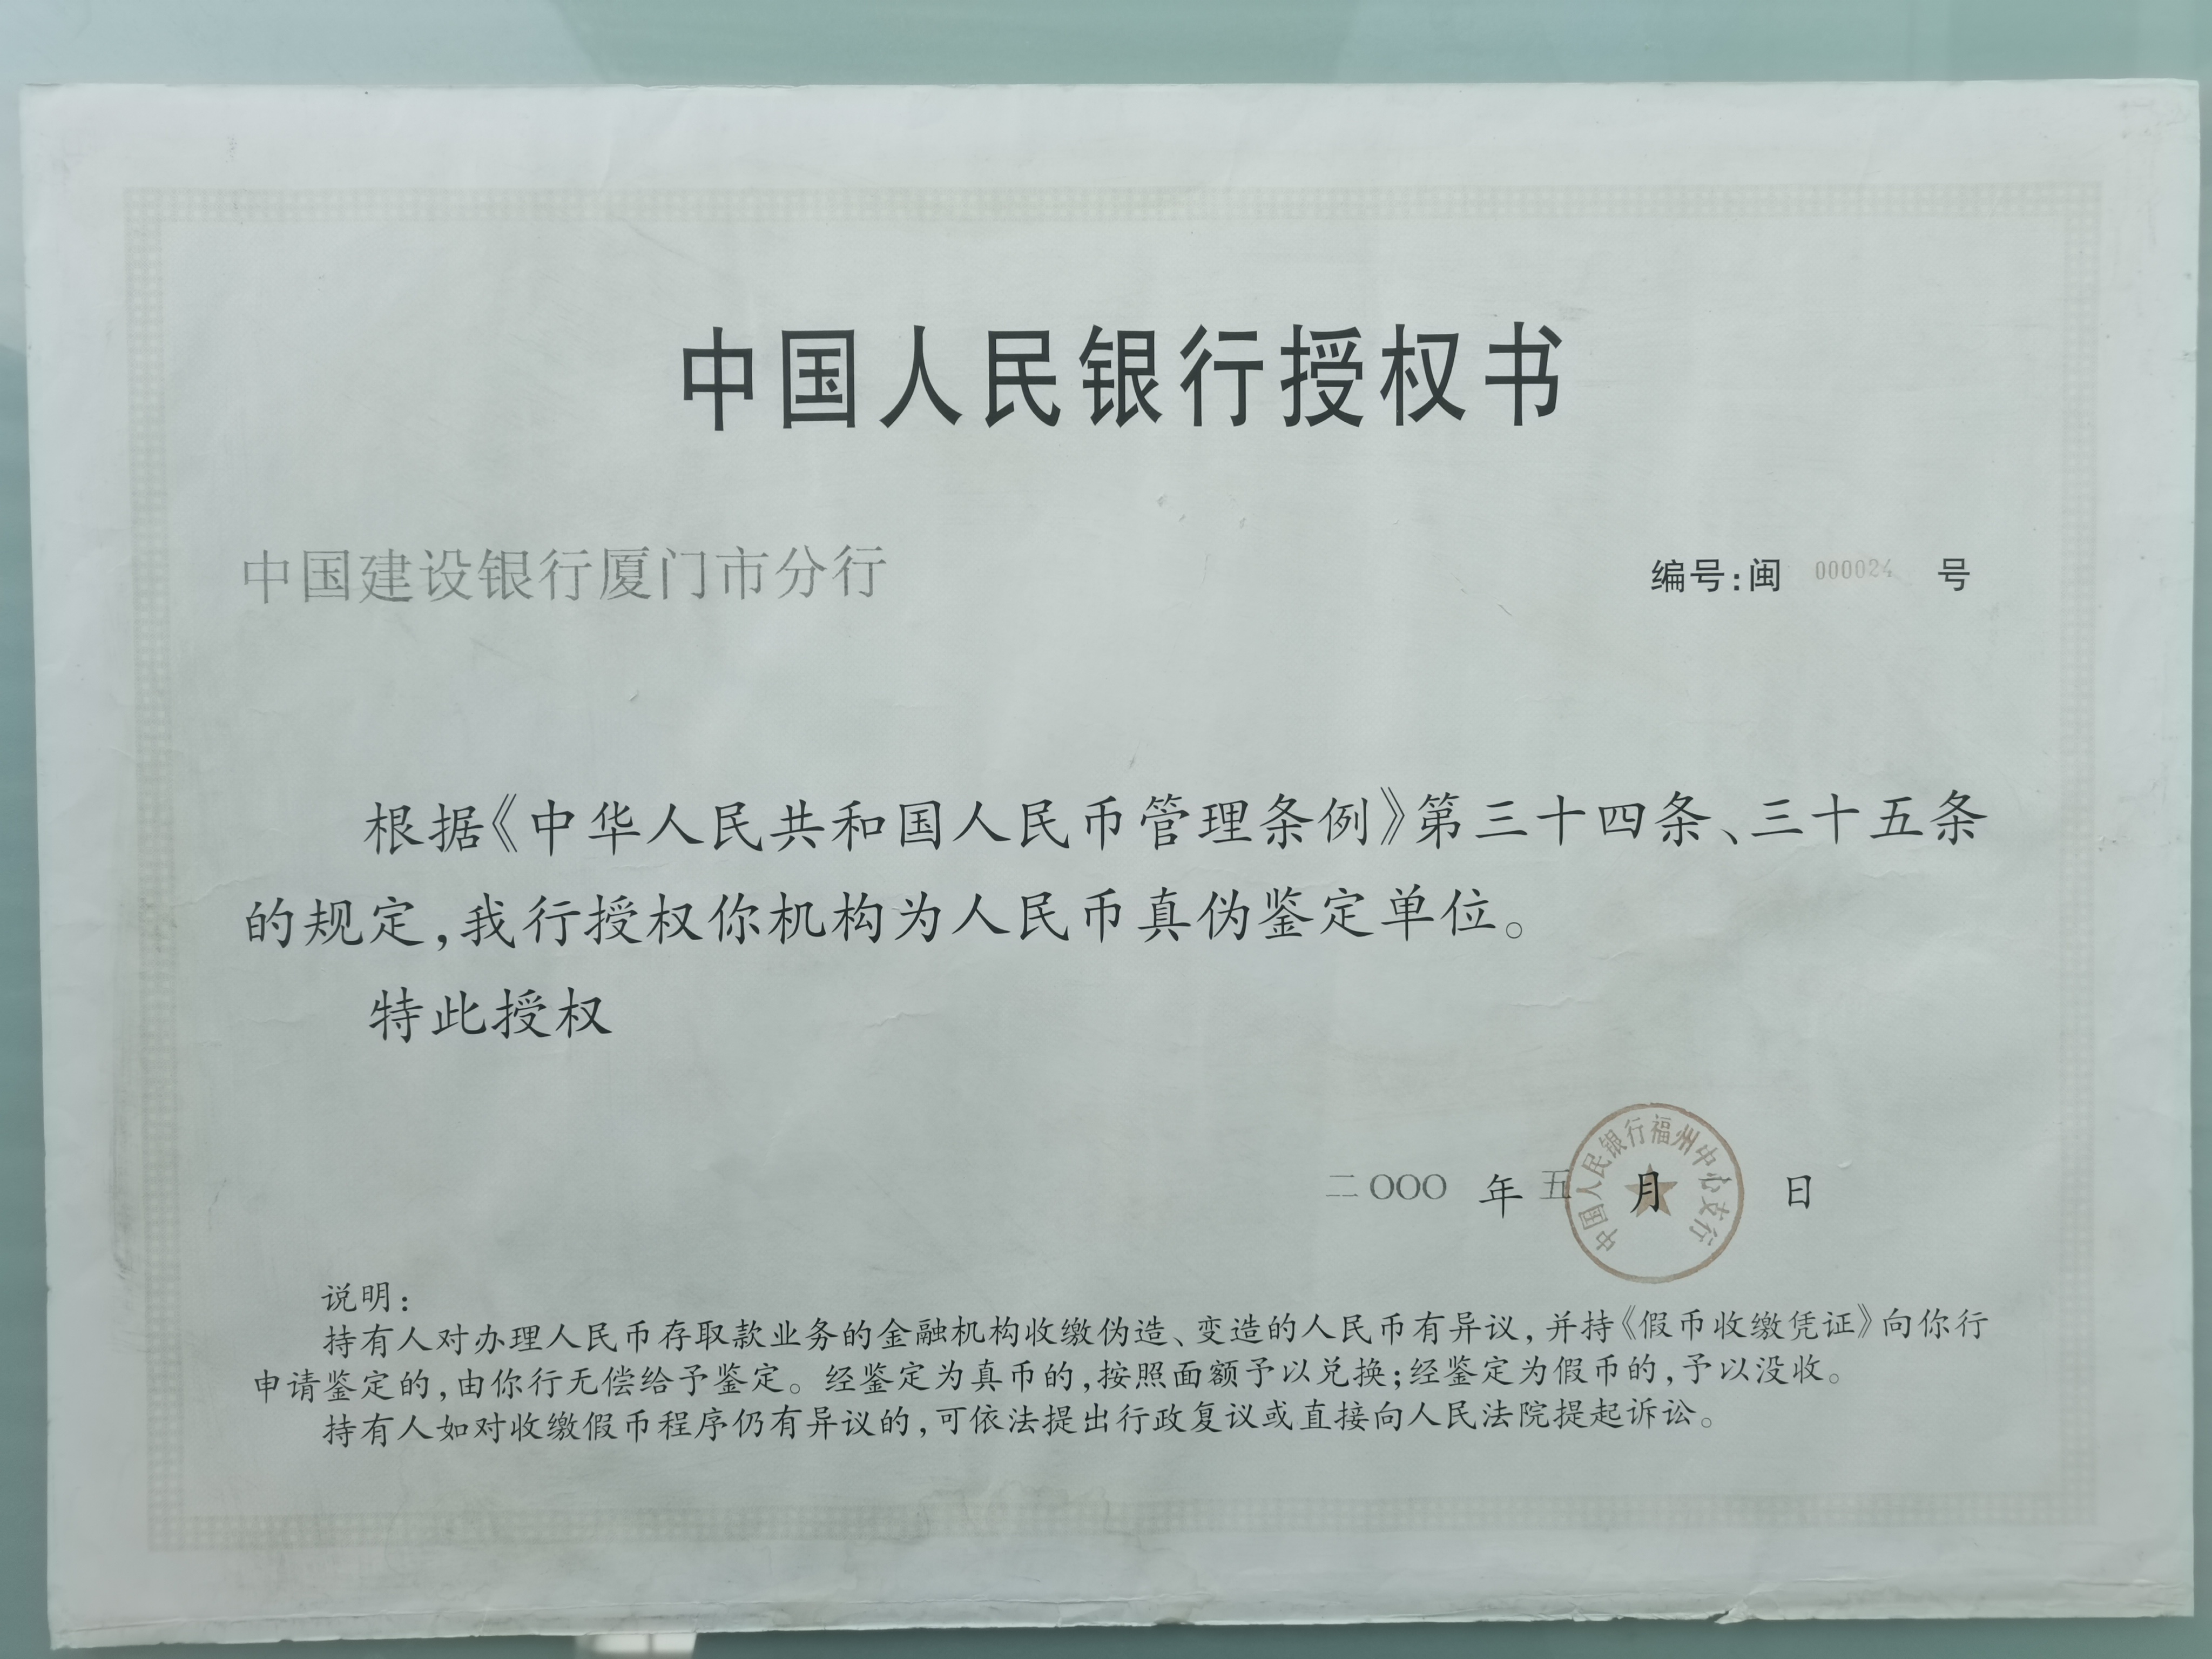 中国人民银行授权书
中国建设银行厦门市分行
编号:闽 000024 号
根据《中华人民共和国人民币管理条例》第三十四条、三十五条
的规定,我行授权你机构为人民币真伪鉴定单位。
特此授权
二〇〇〇 年 五 月 日
中国人民银行福州中心支行
说明:
持有人对办理人民币存取款业务的金融机构收缴伪造、变造的人民币有异议,并持《假币收缴凭证》向你行
申请鉴定的,由你行无偿给予鉴定。经鉴定为真币的,按照面额予以兑换;经鉴定为假币的,予以没收。
持有人如对收缴假币程序仍有异议的,可依法提出行政复议或直接向人民法院提起诉讼。